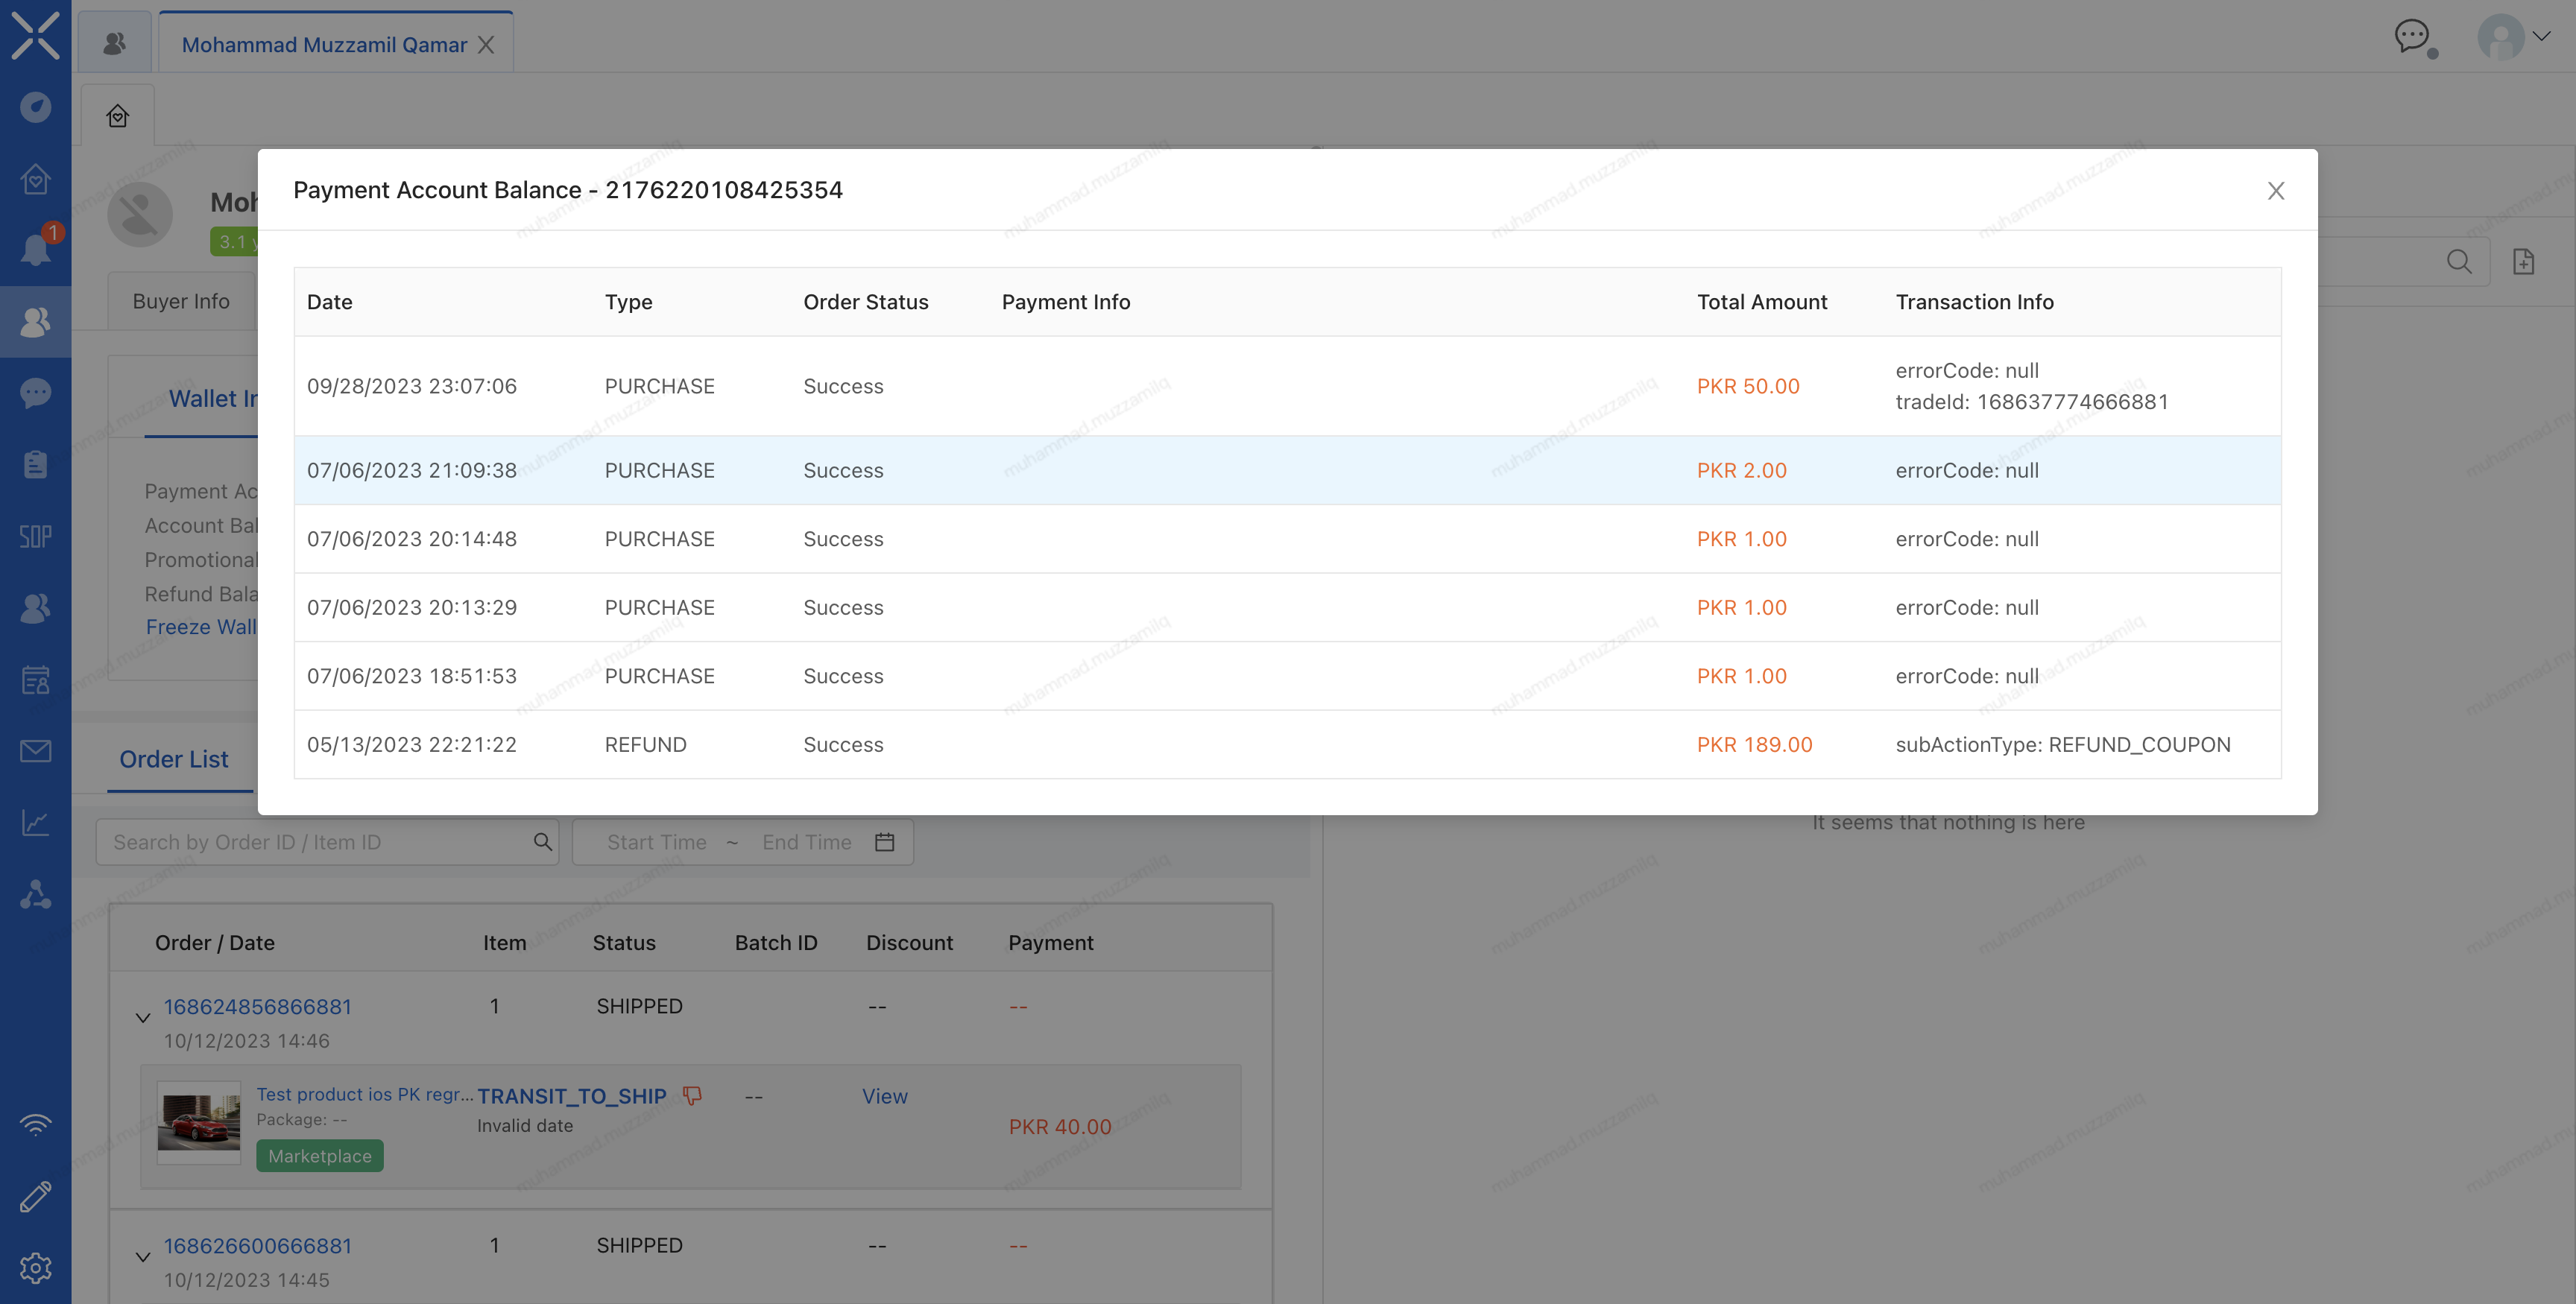 Mohammad Muzzamil Qamar
Moh
3.1 y
1
Buyer Info
Wallet In
Payment Ac
Account Bal
Promotional
Refund Bala
Freeze Wall
SOP
Payment Account Balance - 2176220108425354
Date Type Order Status Payment Info Total Amount Transaction Info
09/28/2023 23:07:06 PURCHASE Success PKR 50.00 errorCode: null
tradeId: 168637774666881
07/06/2023 21:09:38 PURCHASE Success PKR 2.00 errorCode: null
07/06/2023 20:14:48 PURCHASE Success PKR 1.00 errorCode: null
07/06/2023 20:13:29 PURCHASE Success PKR 1.00 errorCode: null
07/06/2023 18:51:53 PURCHASE Success PKR 1.00 errorCode: null
05/13/2023 22:21:22 REFUND Success PKR 189.00 subActionType: REFUND_COUPON
It seems that nothing is here
Order List
Search by Order ID / Item ID Start Time ~ End Time
Order / Date Item Status Batch ID Discount Payment
168624856866881 1 SHIPPED -- --
10/12/2023 14:46
Test product ios PK regr... TRANSIT_TO_SHIP -- View
Package: -- Invalid date PKR 40.00
Marketplace
168626600666881 1 SHIPPED -- --
10/12/2023 14:45
muhammad.muzzamilq